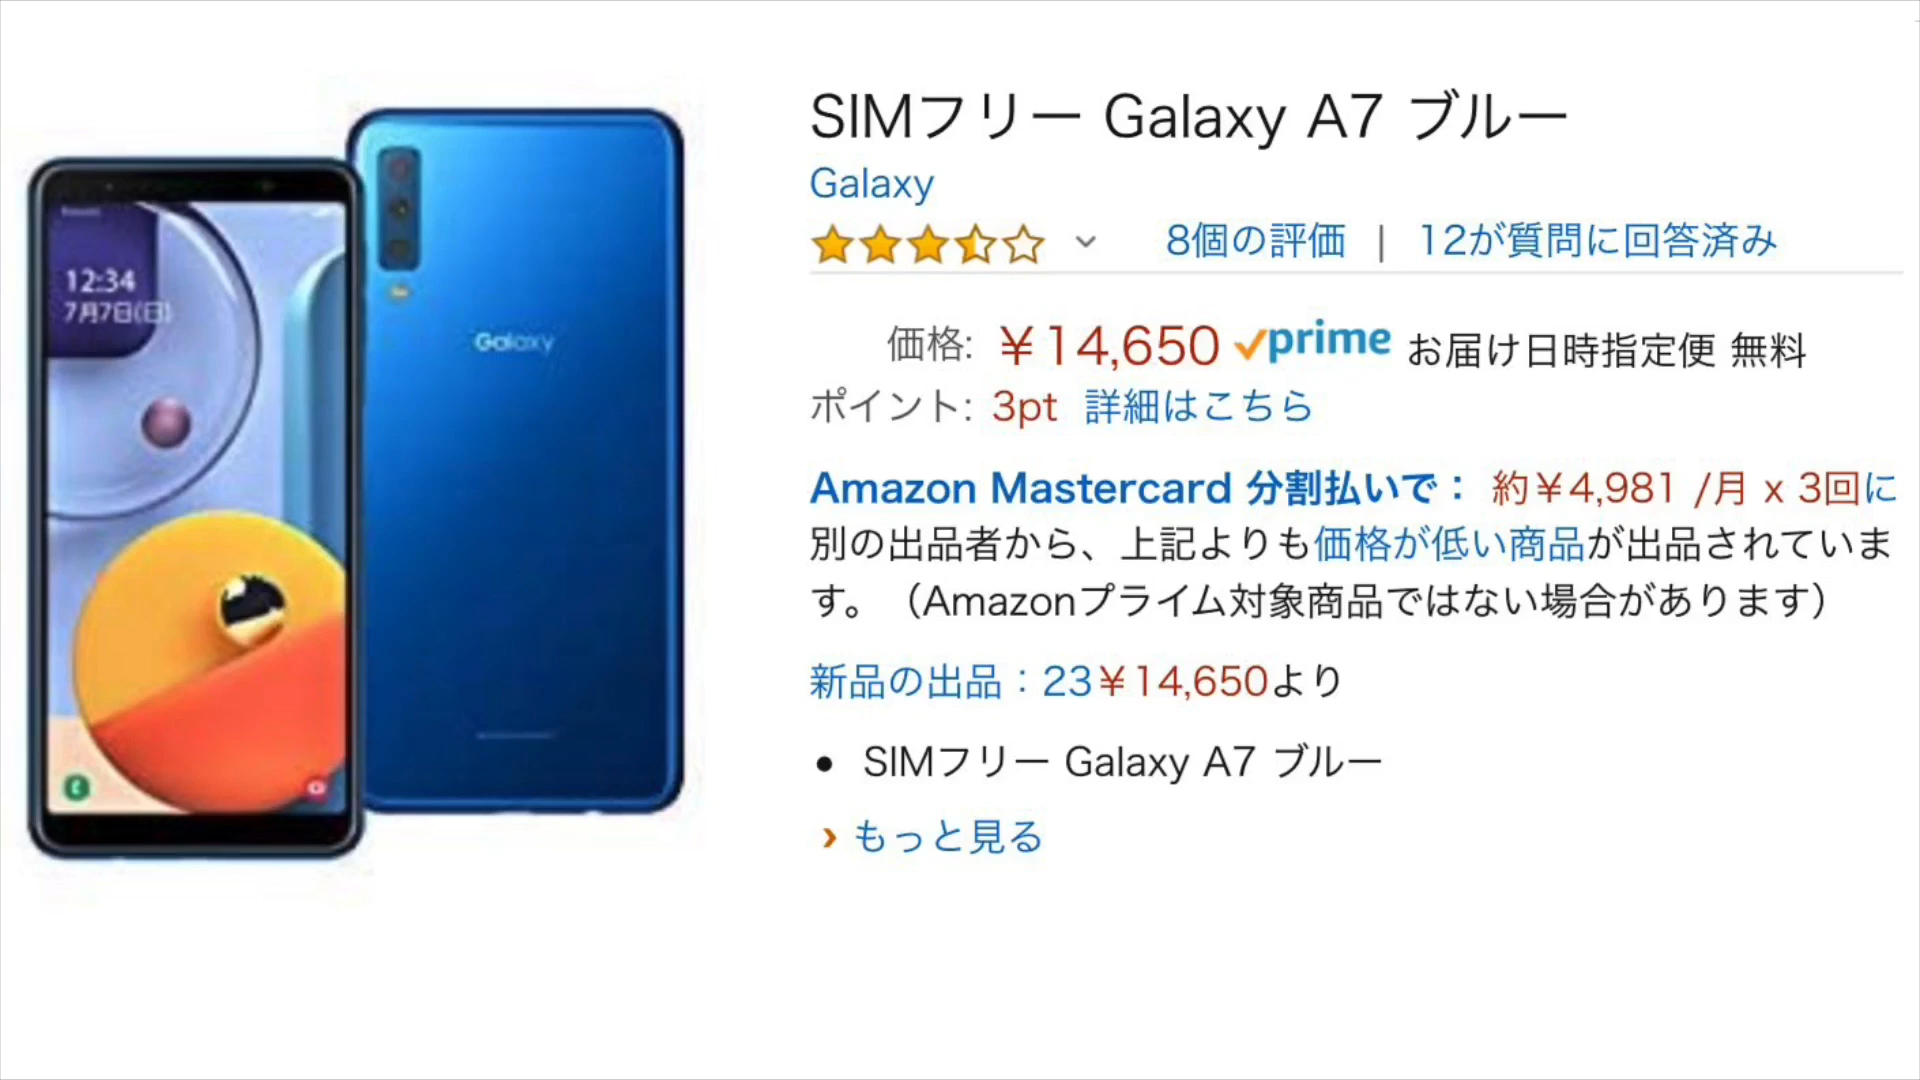 SIMフリー Galaxy A7 ブルー
Galaxy
8個の評価 | 12が質問に回答済み
価格: ￥14,650 prime お届け日時指定便 無料
ポイント: 3pt 詳細はこちら
Amazon Mastercard 分割払いで： 約￥4,981 /月 x 3回に
別の出品者から、上記よりも価格が低い商品が出品されていま
す。（Amazonプライム対象商品ではない場合があります）
新品の出品：23￥14,650より
• SIMフリー Galaxy A7 ブルー
› もっと見る
12:34
7月7日(日)
Galaxy